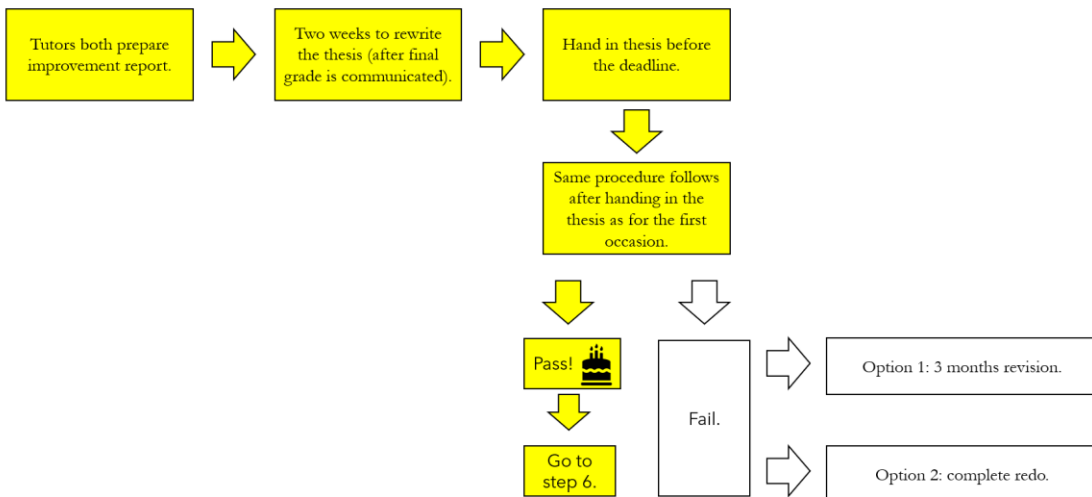 Tutors both prepare
improvement report.
Two weeks to rewrite
the thesis (after final
grade is communicated).
Hand in thesis before
the deadline.
Same procedure follows
after handing in the
thesis as for the first
occasion.
Pass!
Go to
step 6.
Fail.
Option 1: 3 months revision.
Option 2: complete redo.